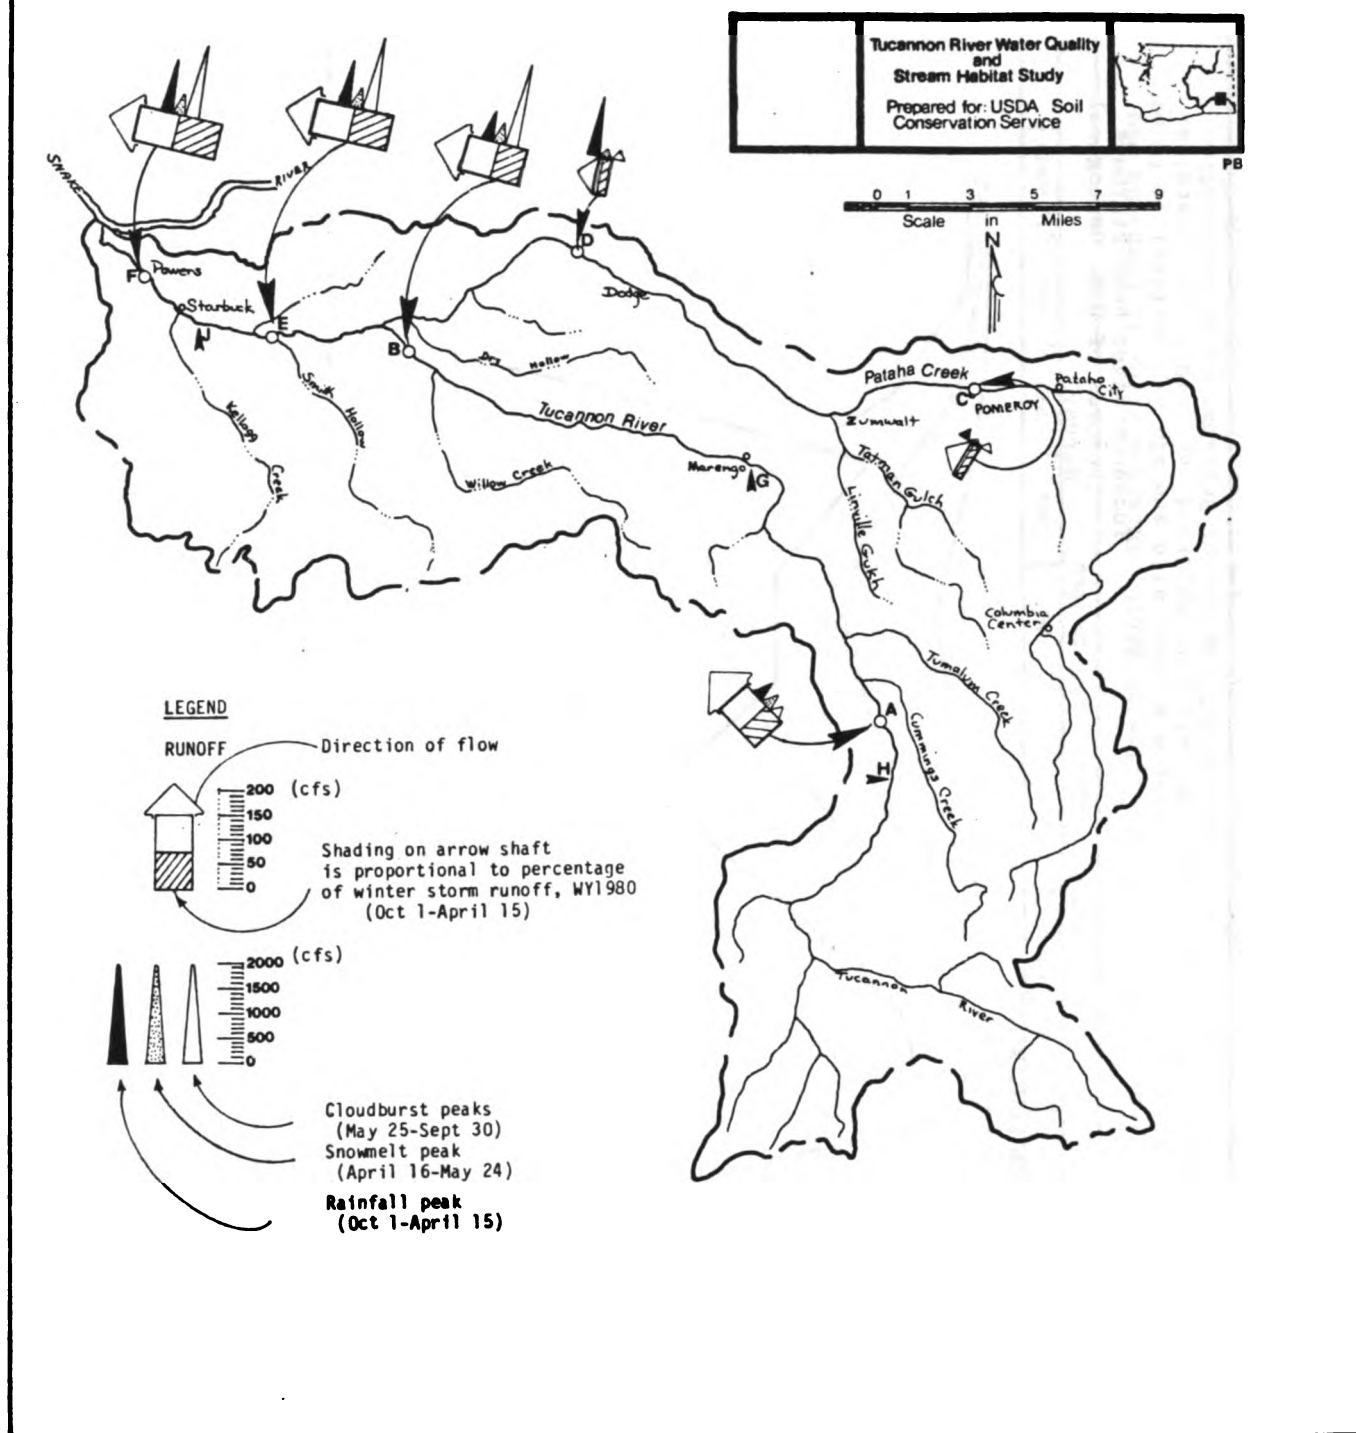 Tucannon River Water Quality
and
Stream Habitat Study
Prepared for: USDA Soil
Conservation Service
PB
0 1 3 5 7 9
Scale in Miles
N
SNAKE
RIVER
F
Powers
Starbuck
J
E
B
D
Dodge
Dry Hollow
Smith
Hollow
Kellogg
Creek
Tucannon River
Willow Creek
Marengo
G
Pataha Creek
C
POMEROY
Pataha
City
Zumwalt
Tatman Gulch
Linville Gulch
Columbia
Center
Tumalum Creek
A
Cummings Creek
H
Tucannon
River
LEGEND
RUNOFF
Direction of flow
200 (cfs)
150
100
50
0
Shading on arrow shaft
is proportional to percentage
of winter storm runoff, WY1980
(Oct 1-April 15)
2000 (cfs)
1500
1000
500
0
Cloudburst peaks
(May 25-Sept 30)
Snowmelt peak
(April 16-May 24)
Rainfall peak
(Oct 1-April 15)